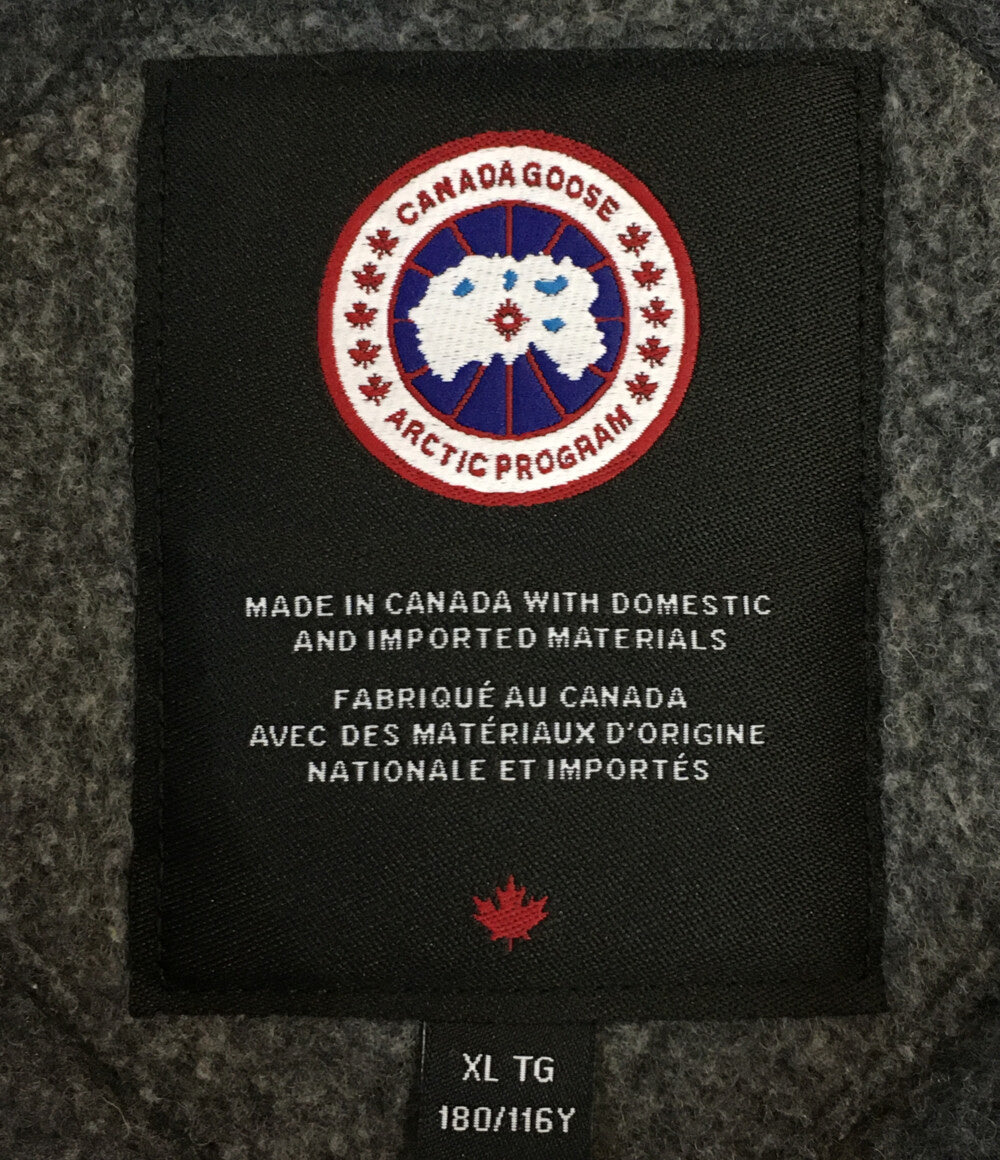 CANADA GOOSE
ARCTIC PROGRAM
MADE IN CANADA WITH DOMESTIC
AND IMPORTED MATERIALS
FABRIQUÉ AU CANADA
AVEC DES MATÉRIAUX D'ORIGINE
NATIONALE ET IMPORTÉS
XL TG
180/116Y